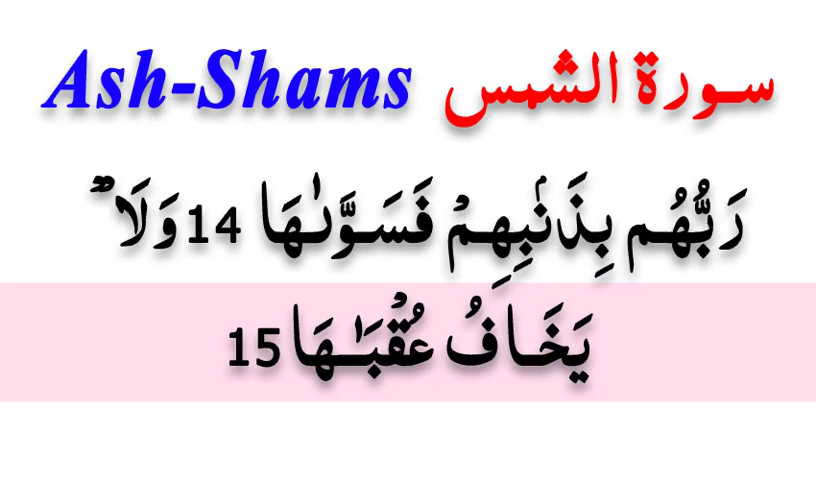 Ash-Shams سورة الشمس
رَبُّهُم بِذَنۢبِهِمۡ فَسَوَّىٰهَا 14 وَلَا
يَخَافُ عُقۡبَٰهَا 15